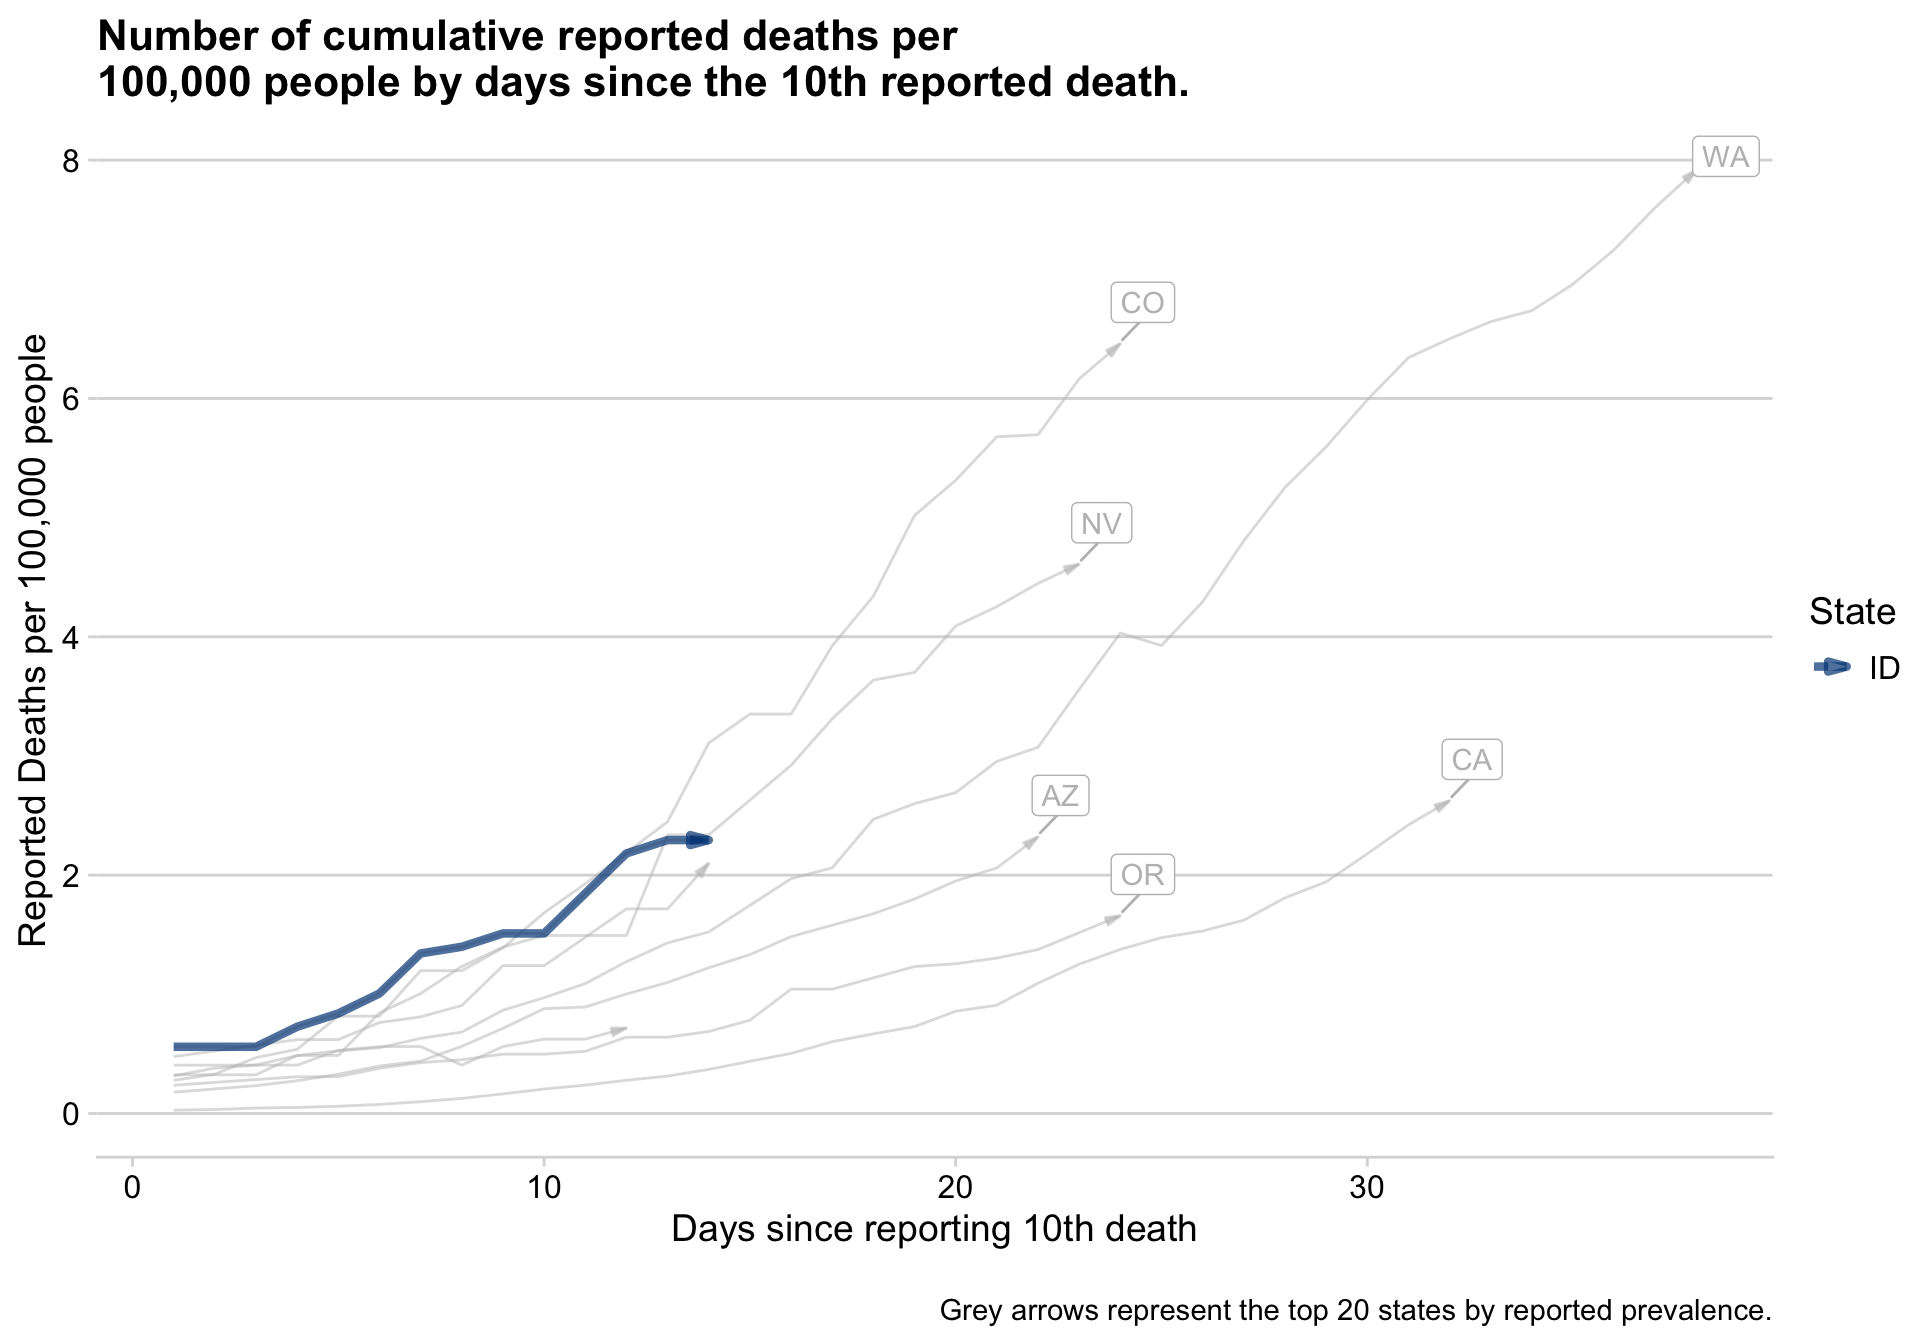 Number of cumulative reported deaths per
100,000 people by days since the 10th reported death.
Reported Deaths per 100,000 people
8
6
4
2
0
WA
CO
NV
CA
AZ
OR
State
ID
0 10 20 30
Days since reporting 10th death
Grey arrows represent the top 20 states by reported prevalence.